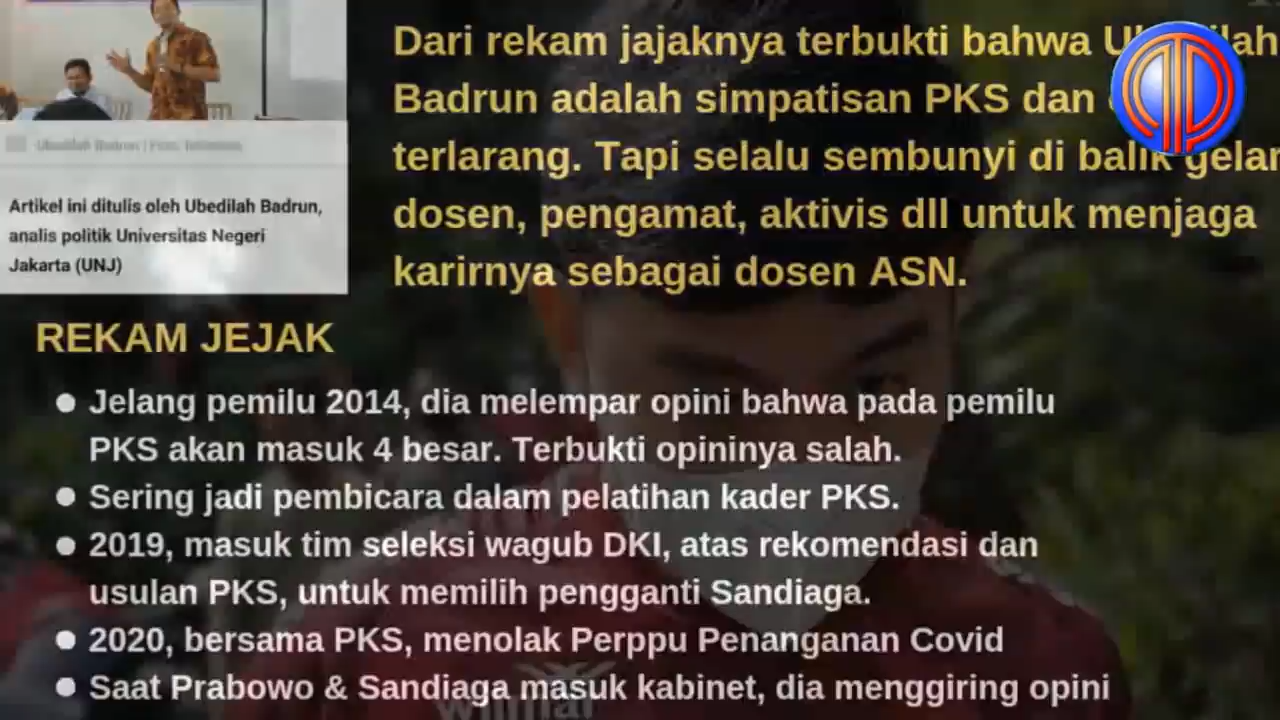 Dari rekam jajaknya terbukti bahwa
Badrun adalah simpatisan PKS dan
terlarang. Tapi selalu sembunyi di balik gelar
dosen, pengamat, aktivis dll untuk menjaga
karirnya sebagai dosen ASN.
Ubedilah Badrun |
Artikel ini ditulis oleh Ubedilah Badrun,
analis politik Universitas Negeri
Jakarta (UNJ)
REKAM JEJAK
● Jelang pemilu 2014, dia melempar opini bahwa pada pemilu
PKS akan masuk 4 besar. Terbukti opininya salah.
● Sering jadi pembicara dalam pelatihan kader PKS.
● 2019, masuk tim seleksi wagub DKI, atas rekomendasi dan
usulan PKS, untuk memilih pengganti Sandiaga.
● 2020, bersama PKS, menolak Perppu Penanganan Covid
● Saat Prabowo & Sandiaga masuk kabinet, dia menggiring opini